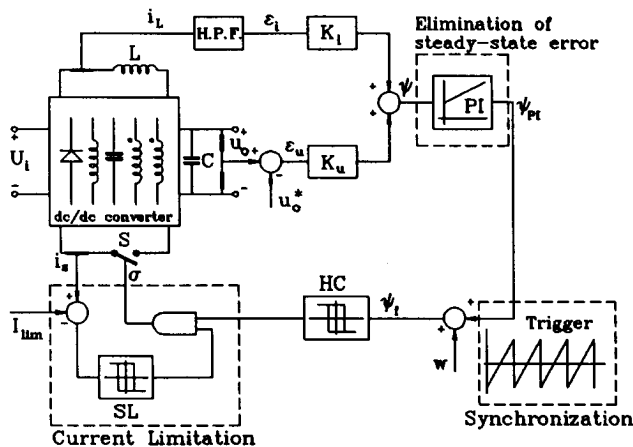 i_L
H.P.F.
ε_i
K_i
Elimination of
steady-state error
L
ψ
PI
ψ_PI
U_i
u_o
C
ε_u
K_u
u_o^*
dc/dc converter
S
i_s
σ
HC
ψ_f
Trigger
I_lim
w
SL
Synchronization
Current Limitation